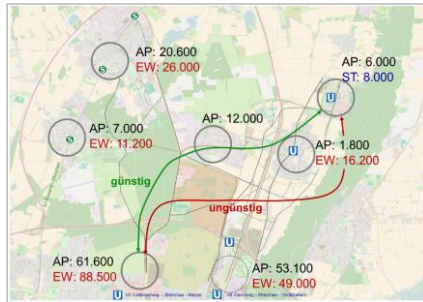 AP: 20.600
EW: 26.000
S
AP: 6.000
ST: 8.000
U
AP: 7.000
EW: 11.200
S
AP: 12.000
AP: 1.800
EW: 16.200
U
günstig
ungünstig
U
AP: 61.600
EW: 88.500
AP: 53.100
EW: 49.000
U
U